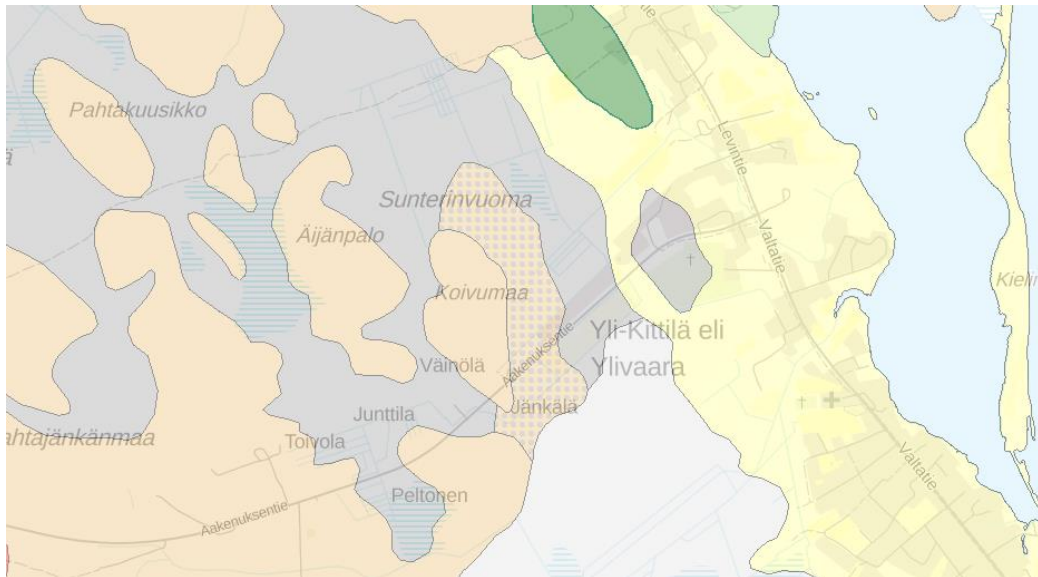 Levintie
Pahtakuusikko
Sunterinvuoma
Äijänpalo
Valtatie
Kielin
Koivumaa
Yli-Kittilä eli
Ylivaara
Väinölä
Aakenuksentie
Jänkälä
Junttila
ahtajänkänmaa
Toivola
Valtatie
Peltonen
Aakenuksentie